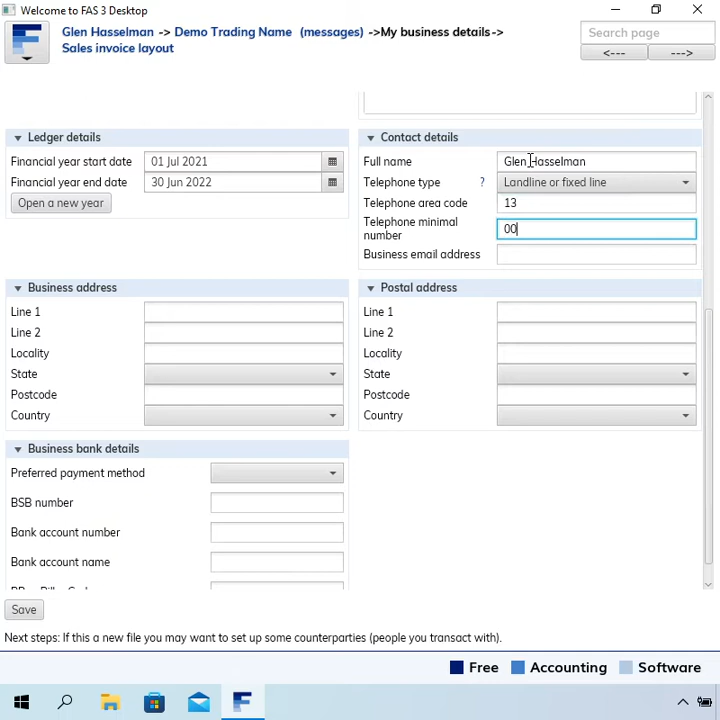 Welcome to FAS 3 Desktop
Glen Hasselman -> Demo Trading Name (messages) ->My business details->
Sales invoice layout
Search page
<--- --->
Ledger details
Financial year start date 01 Jul 2021
Financial year end date 30 Jun 2022
Open a new year
Contact details
Full name Glen Hasselman
Telephone type ? Landline or fixed line
Telephone area code 13
Telephone minimal
number 00
Business email address
Business address
Line 1
Line 2
Locality
State
Postcode
Country
Postal address
Line 1
Line 2
Locality
State
Postcode
Country
Business bank details
Preferred payment method
BSB number
Bank account number
Bank account name
Save
Next steps: If this a new file you may want to set up some counterparties (people you transact with).
Free Accounting Software